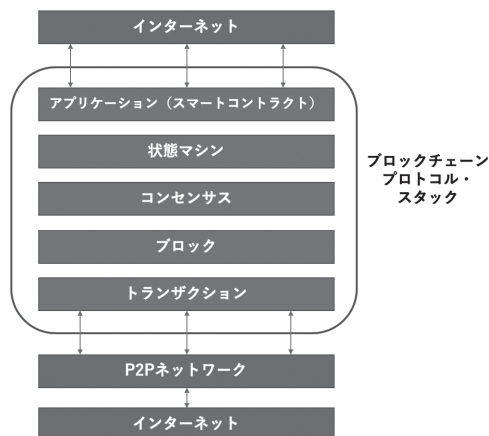 インターネット
アプリケーション（スマートコントラクト）
状態マシン
コンセンサス
ブロック
トランザクション
ブロックチェーン
プロトコル・
スタック
P2Pネットワーク
インターネット